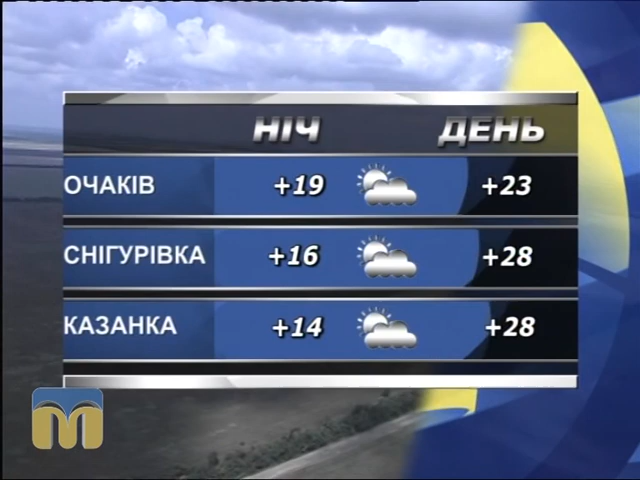 НІЧ ДЕНЬ
ОЧАКІВ +19 +23
СНІГУРІВКА +16 +28
КАЗАНКА +14 +28
М